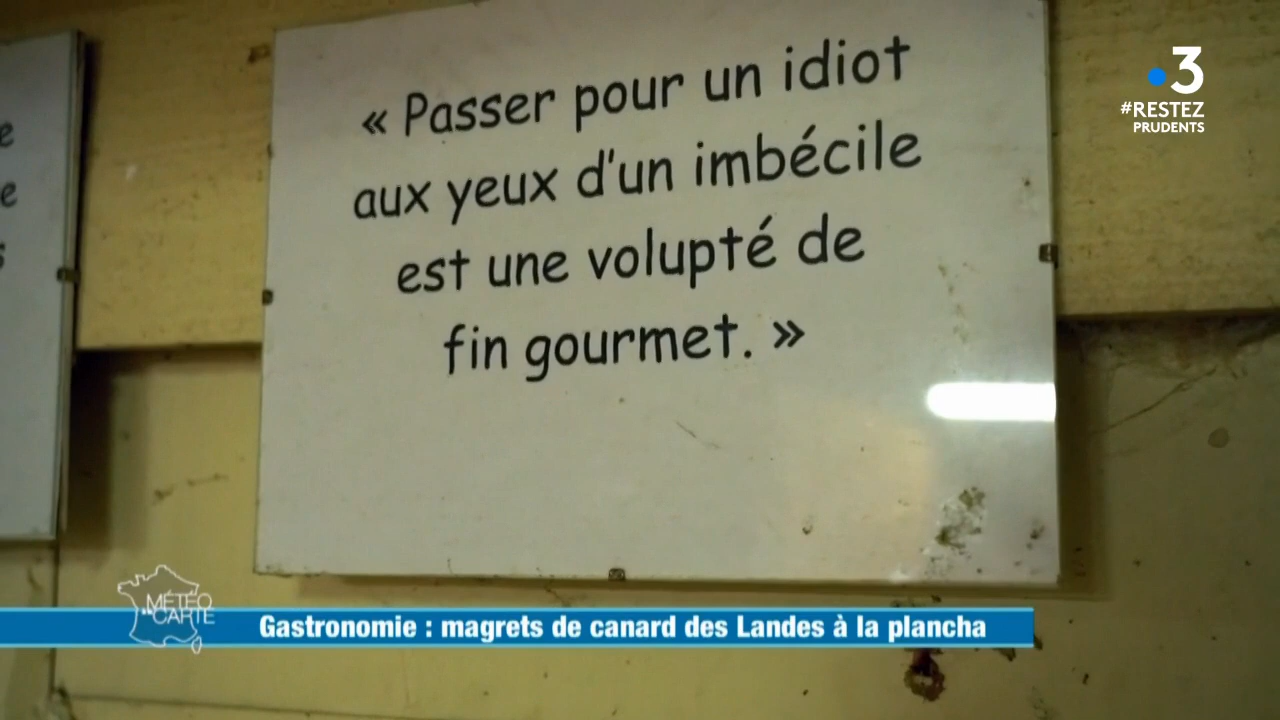 « Passer pour un idiot
aux yeux d'un imbécile
est une volupté de
fin gourmet. »
3
#RESTEZ
PRUDENTS
e
e
s
MÉTÉO
à la CARTE
Gastronomie : magrets de canard des Landes à la plancha